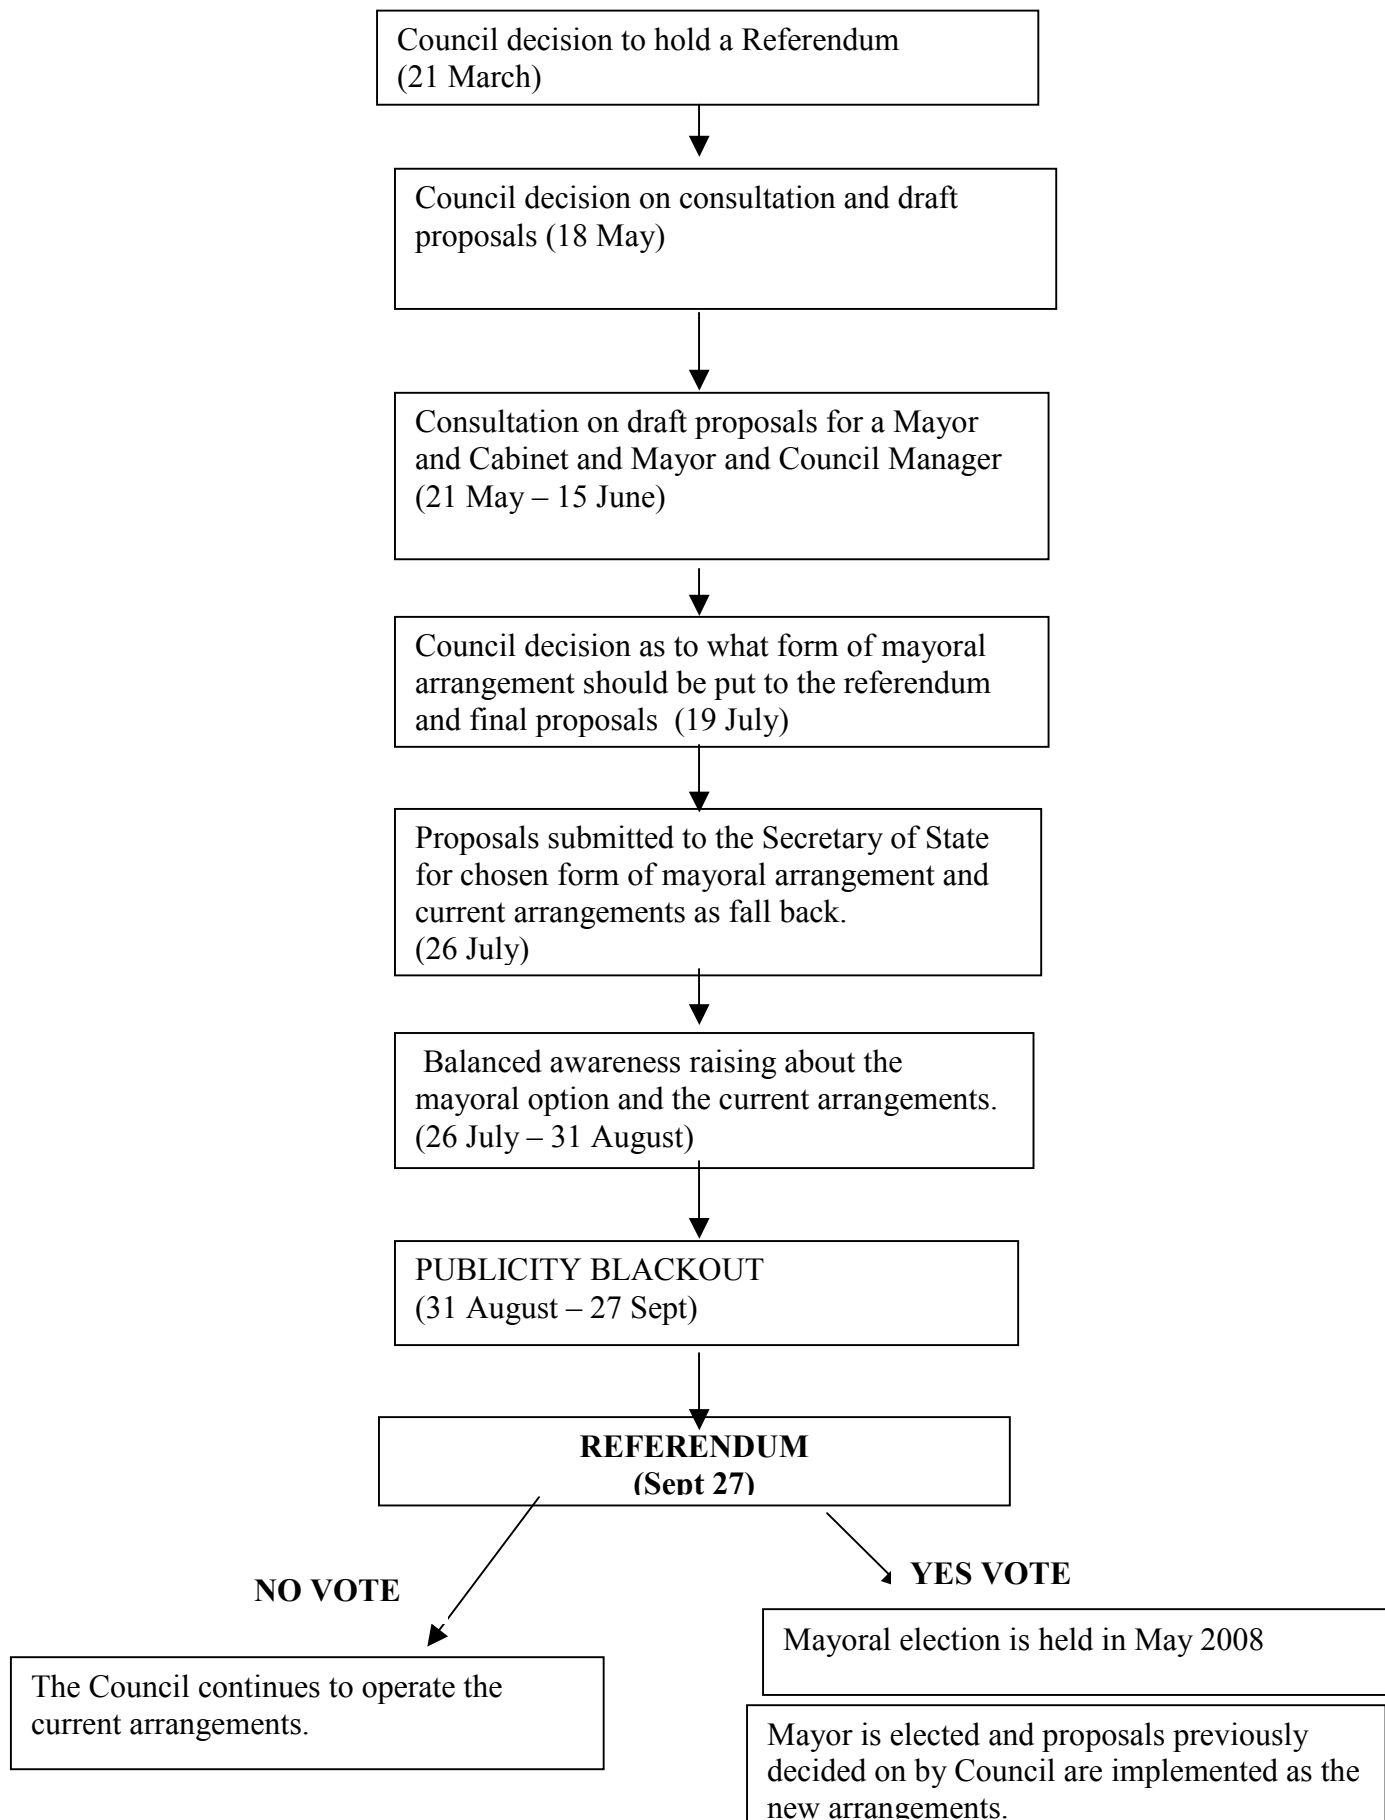 Council decision to hold a Referendum
(21 March)
Council decision on consultation and draft
proposals (18 May)
Consultation on draft proposals for a Mayor
and Cabinet and Mayor and Council Manager
(21 May – 15 June)
Council decision as to what form of mayoral
arrangement should be put to the referendum
and final proposals  (19 July)
Proposals submitted to the Secretary of State
for chosen form of mayoral arrangement and
current arrangements as fall back.
(26 July)
Balanced awareness raising about the
mayoral option and the current arrangements.
(26 July – 31 August)
PUBLICITY BLACKOUT
(31 August – 27 Sept)
REFERENDUM
(Sept 27)
NO VOTE
The Council continues to operate the
current arrangements.
YES VOTE
Mayoral election is held in May 2008
Mayor is elected and proposals previously
decided on by Council are implemented as the
new arrangements.